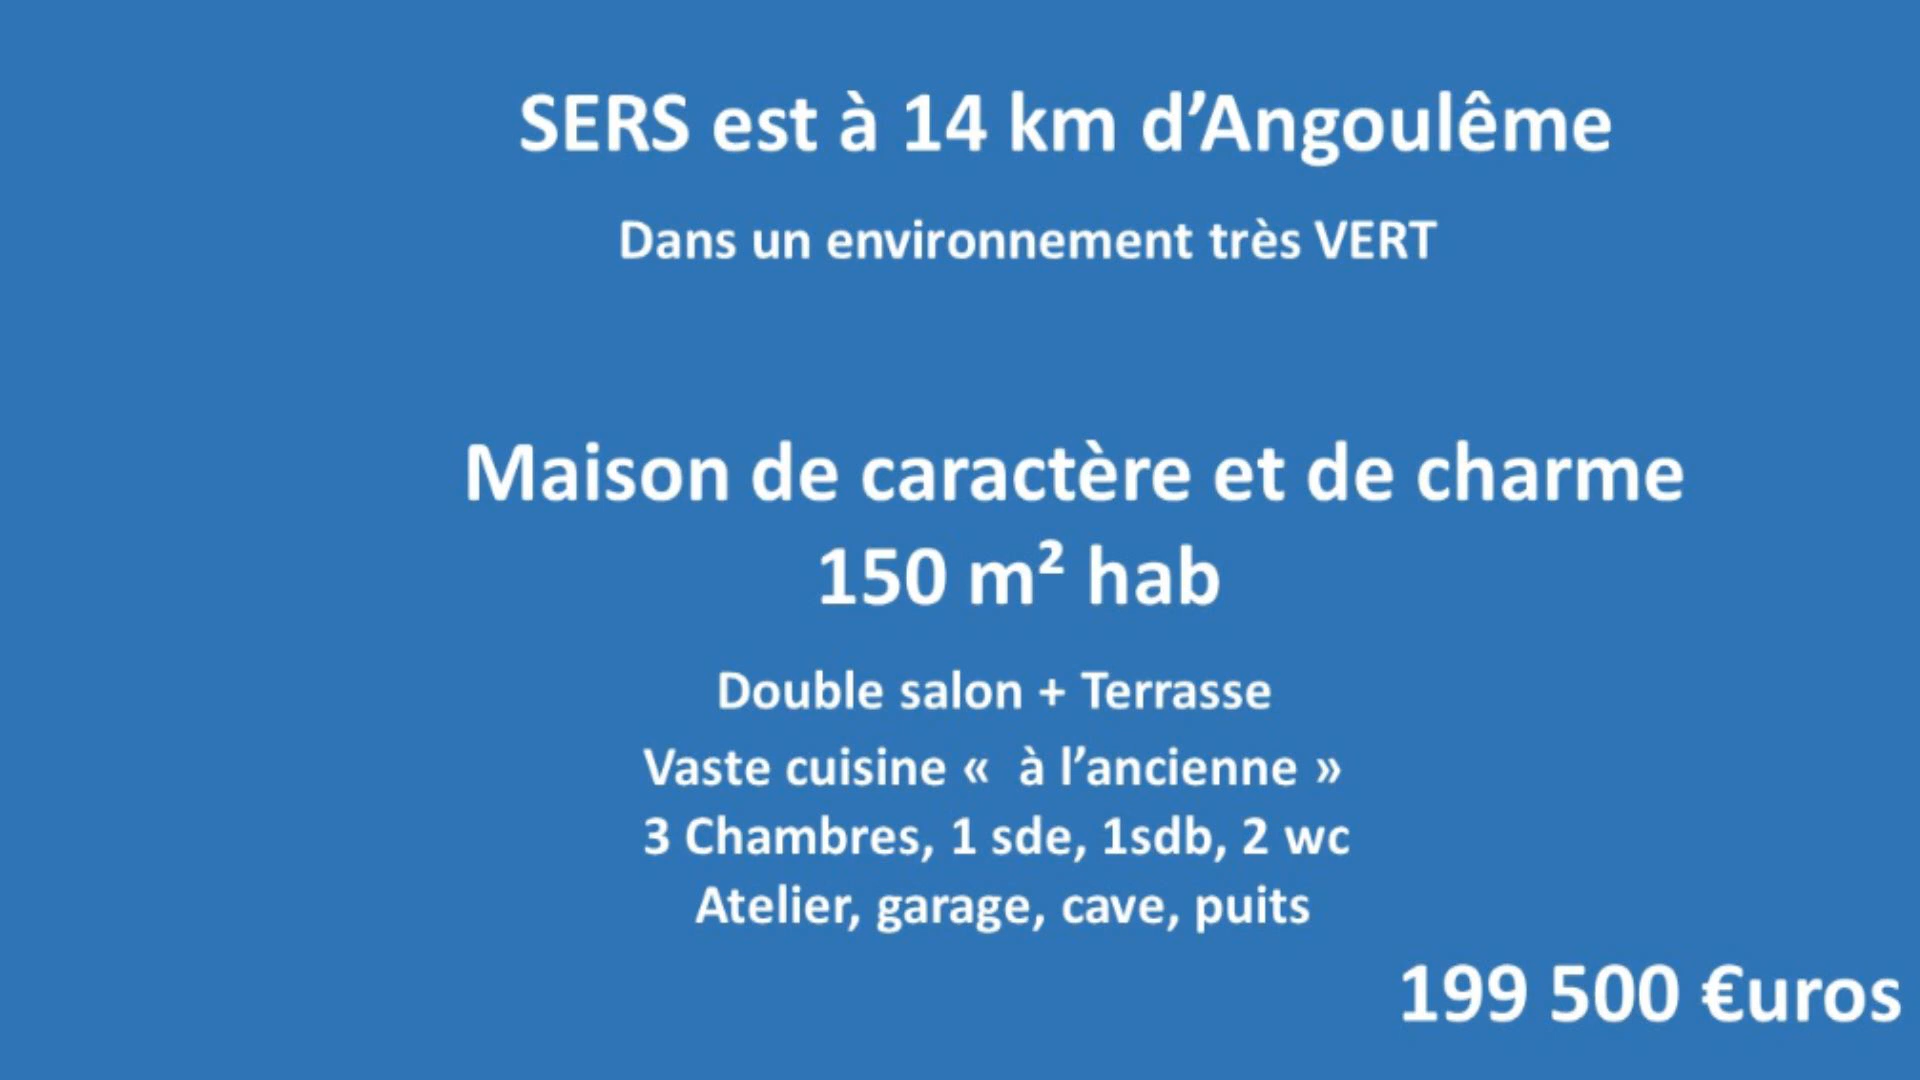 SERS est à 14 km d’Angoulême
Dans un environnement très VERT
Maison de caractère et de charme
150 m² hab
Double salon + Terrasse
Vaste cuisine «  à l’ancienne »
3 Chambres, 1 sde, 1sdb, 2 wc
Atelier, garage, cave, puits
199 500 €uros